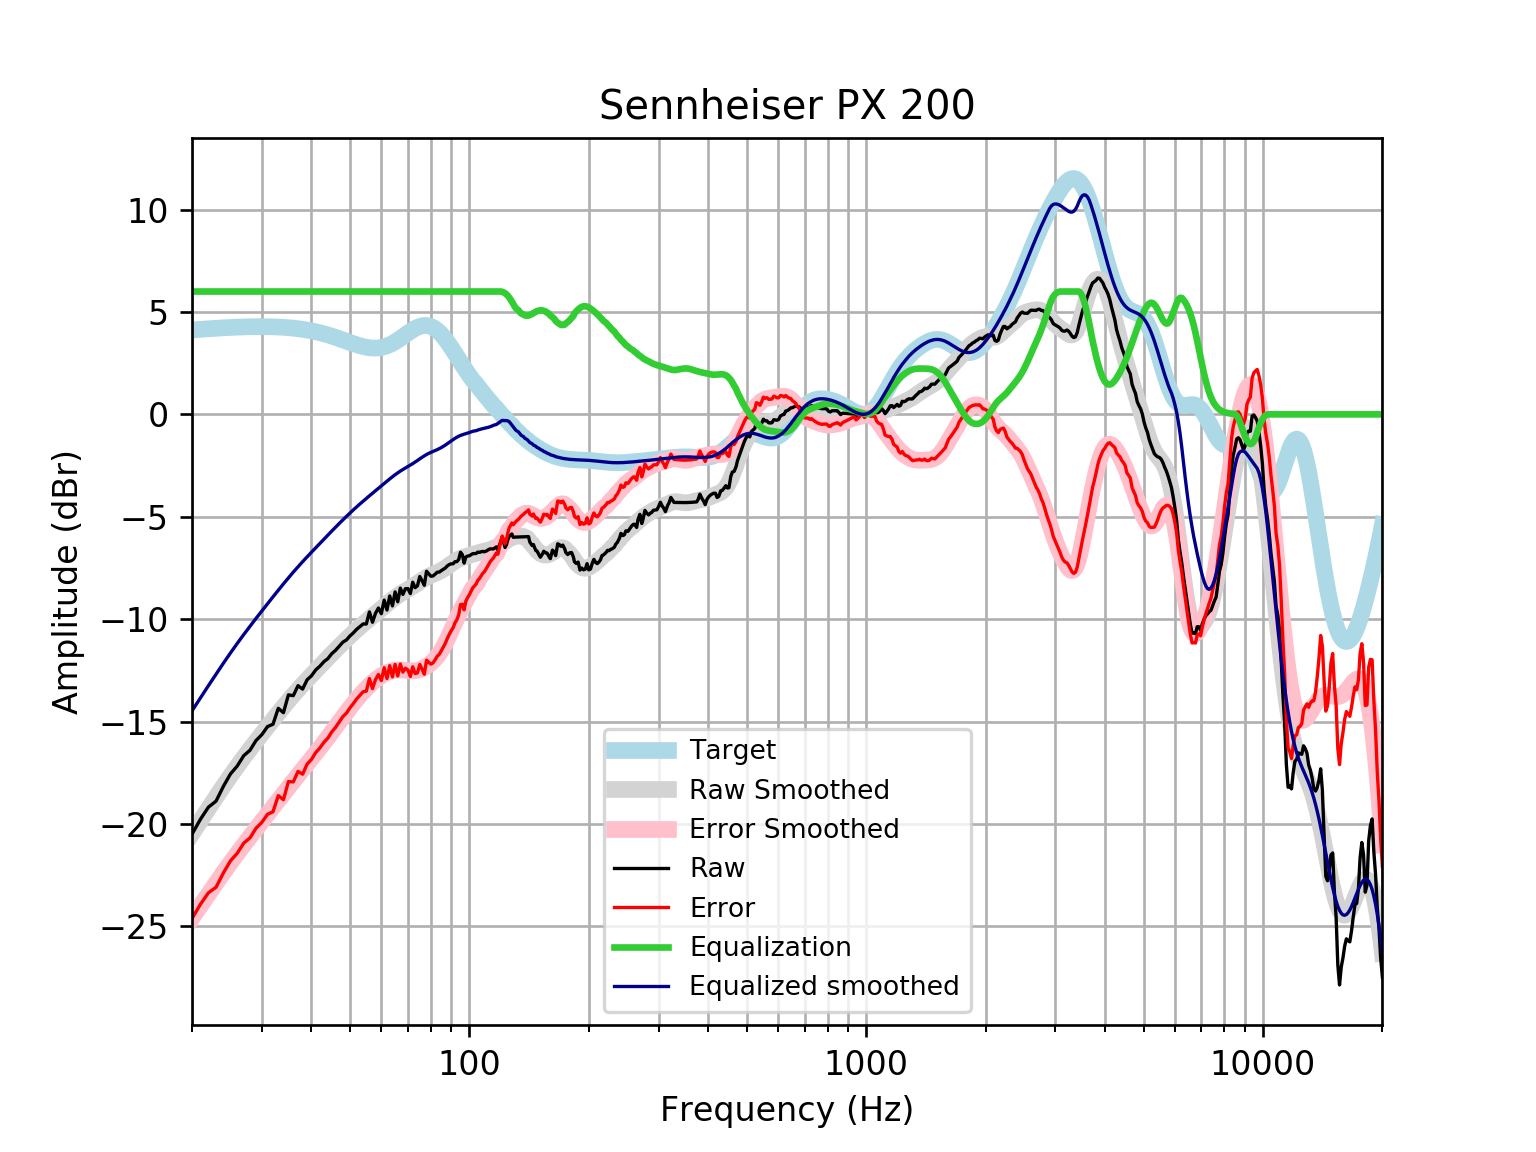 Sennheiser PX 200
Amplitude (dBr)
10
5
0
−5
−10
−15
−20
−25
Target
Raw Smoothed
Error Smoothed
Raw
Error
Equalization
Equalized smoothed
100 1000 10000
Frequency (Hz)